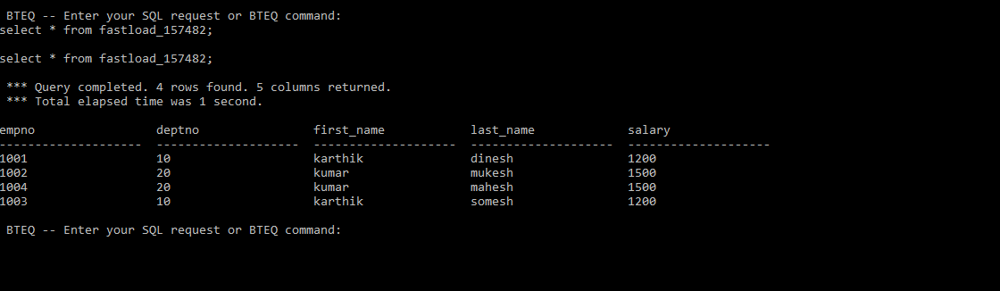 BTEQ -- Enter your SQL request or BTEQ command:
select * from fastload_157482;
select * from fastload_157482;
*** Query completed. 4 rows found. 5 columns returned.
*** Total elapsed time was 1 second.
empno deptno first_name last_name salary
-------------------- -------------------- -------------------- -------------------- --------------------
1001 10 karthik dinesh 1200
1002 20 kumar mukesh 1500
1004 20 kumar mahesh 1500
1003 10 karthik somesh 1200
BTEQ -- Enter your SQL request or BTEQ command: